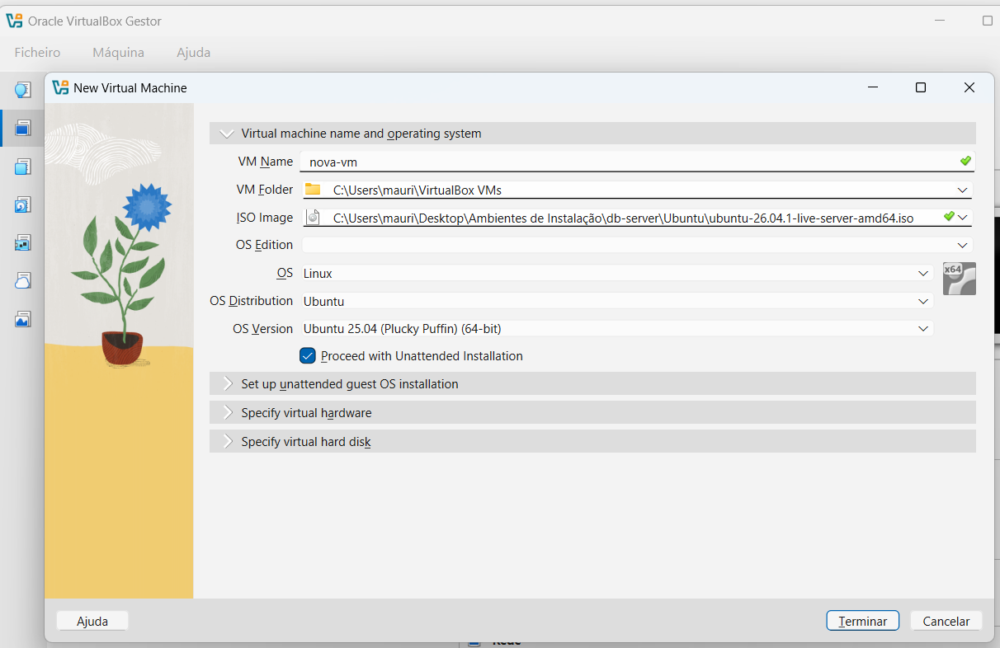 Oracle VirtualBox Gestor
Ficheiro Máquina Ajuda
New Virtual Machine
Virtual machine name and operating system
VM Name nova-vm
VM Folder C:\Users\mauri\VirtualBox VMs
ISO Image C:\Users\mauri\Desktop\Ambientes de Instalação\db-server\Ubuntu\ubuntu-26.04.1-live-server-amd64.iso
OS Edition
OS Linux
x64
OS Distribution Ubuntu
OS Version Ubuntu 25.04 (Plucky Puffin) (64-bit)
Proceed with Unattended Installation
Set up unattended guest OS installation
Specify virtual hardware
Specify virtual hard disk
Ajuda Terminar Cancelar
Rede